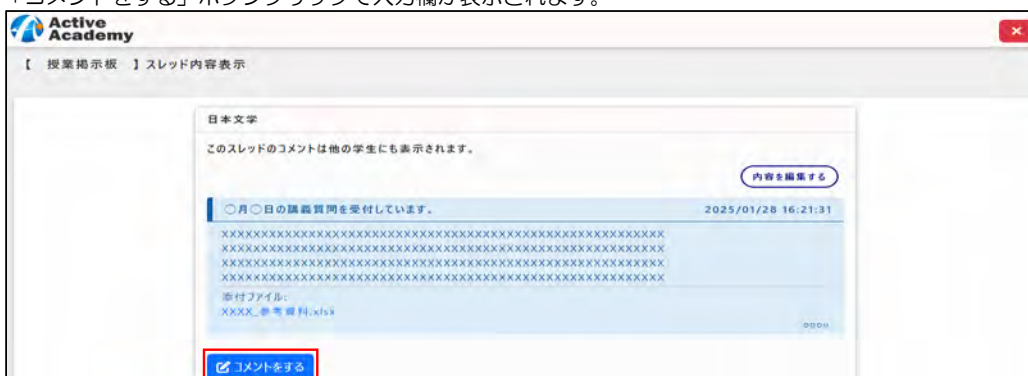 「コメントをする」ボタンクリックで入力欄が表示されます。
Active
Academy
【 授業掲示板 】スレッド内容表示
日本文学
このスレッドのコメントは他の学生にも表示されます。
内容を編集する
〇月〇日の講義質問を受付しています。 2025/01/28 16:21:31
XXXXXXXXXXXXXXXXXXXXXXXXXXXXXXXXXXXXXXXXXXXXXXXXXXXXXXXX
XXXXXXXXXXXXXXXXXXXXXXXXXXXXXXXXXXXXXXXXXXXXXXXXXXXXXXXX
XXXXXXXXXXXXXXXXXXXXXXXXXXXXXXXXXXXXXXXXXXXXXXXXXXXXXXXX
XXXXXXXXXXXXXXXXXXXXXXXXXXXXXXXXXXXXXXXXXXXXXXXXXXXXXXXX
添付ファイル:
XXXX_参考資料.xlsx
コメントをする